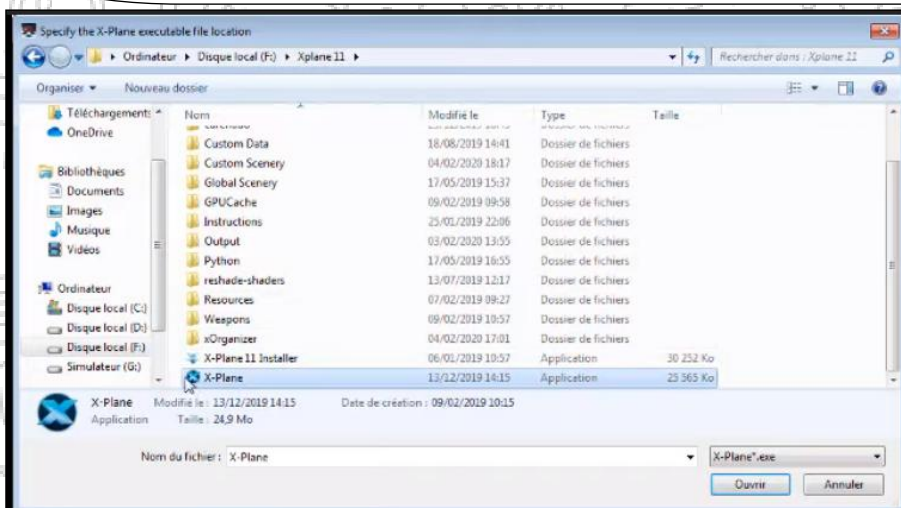 Specify the X-Plane executable file location
Ordinateur ▸ Disque local (F:) ▸ Xplane 11 ▸
Rechercher dans : Xplane 11
Organiser ▾ Nouveau dossier
Téléchargements
OneDrive
Bibliothèques
Documents
Images
Musique
Vidéos
Ordinateur
Disque local (C:)
Disque local (D:)
Disque local (F:)
Simulateur (G:)
Nom Modifié le Type Taille
Custom Data 18/08/2019 14:41 Dossier de fichiers
Custom Scenery 04/02/2020 18:17 Dossier de fichiers
Global Scenery 17/05/2019 15:37 Dossier de fichiers
GPUCache 09/02/2019 09:58 Dossier de fichiers
Instructions 25/01/2019 22:06 Dossier de fichiers
Output 03/02/2020 13:55 Dossier de fichiers
Python 17/05/2019 16:55 Dossier de fichiers
reshade-shaders 13/07/2019 12:17 Dossier de fichiers
Resources 07/02/2019 09:27 Dossier de fichiers
Weapons 09/02/2019 10:57 Dossier de fichiers
xOrganizer 04/02/2020 17:01 Dossier de fichiers
X-Plane 11 Installer 06/01/2019 10:57 Application 30 252 Ko
X-Plane 13/12/2019 14:15 Application 25 565 Ko
X-Plane Modifié le : 13/12/2019 14:15 Date de création : 09/02/2019 10:15
Application Taille : 24,9 Mo
Nom du fichier : X-Plane
X-Plane*.exe
Ouvrir Annuler